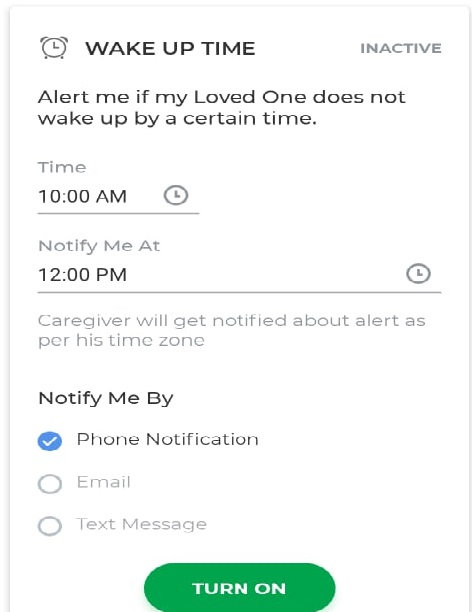 WAKE UP TIME INACTIVE
Alert me if my Loved One does not
wake up by a certain time.
Time
10:00 AM
Notify Me At
12:00 PM
Caregiver will get notified about alert as
per his time zone
Notify Me By
Phone Notification
Email
Text Message
TURN ON